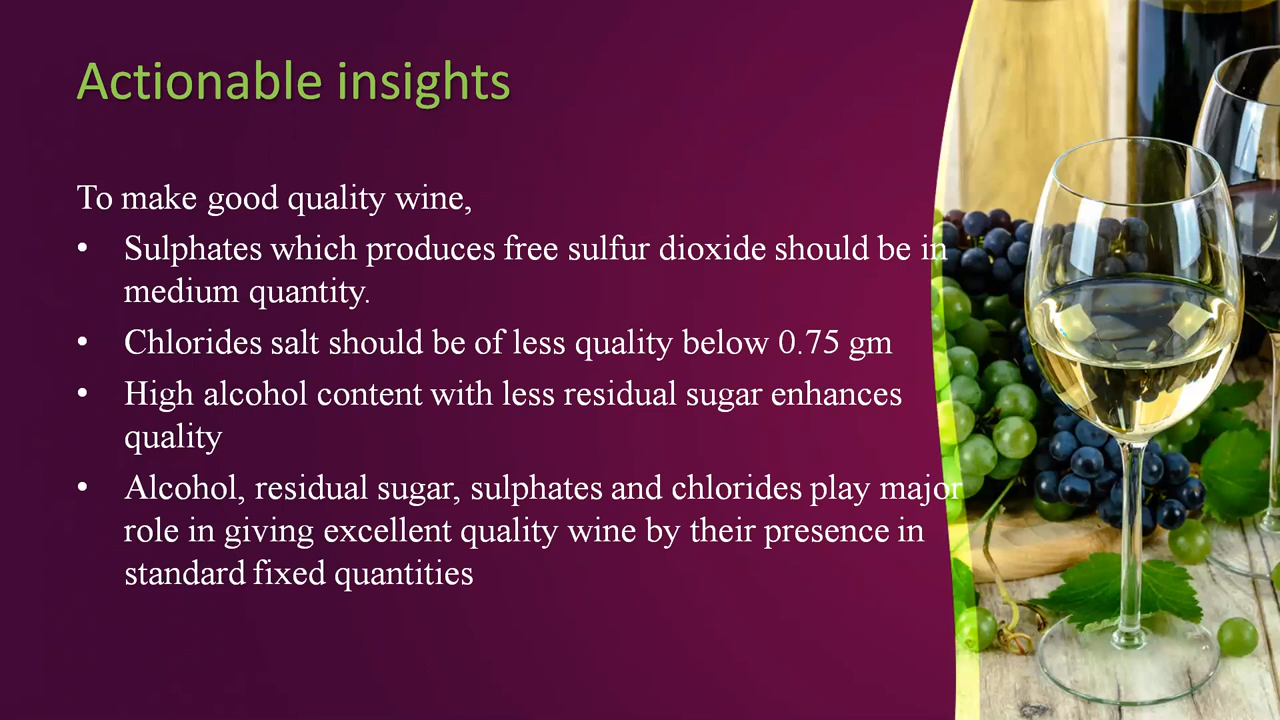 Actionable insights
To make good quality wine,
• Sulphates which produces free sulfur dioxide should be in
medium quantity.
• Chlorides salt should be of less quality below 0.75 gm
• High alcohol content with less residual sugar enhances
quality
• Alcohol, residual sugar, sulphates and chlorides play major
role in giving excellent quality wine by their presence in
standard fixed quantities